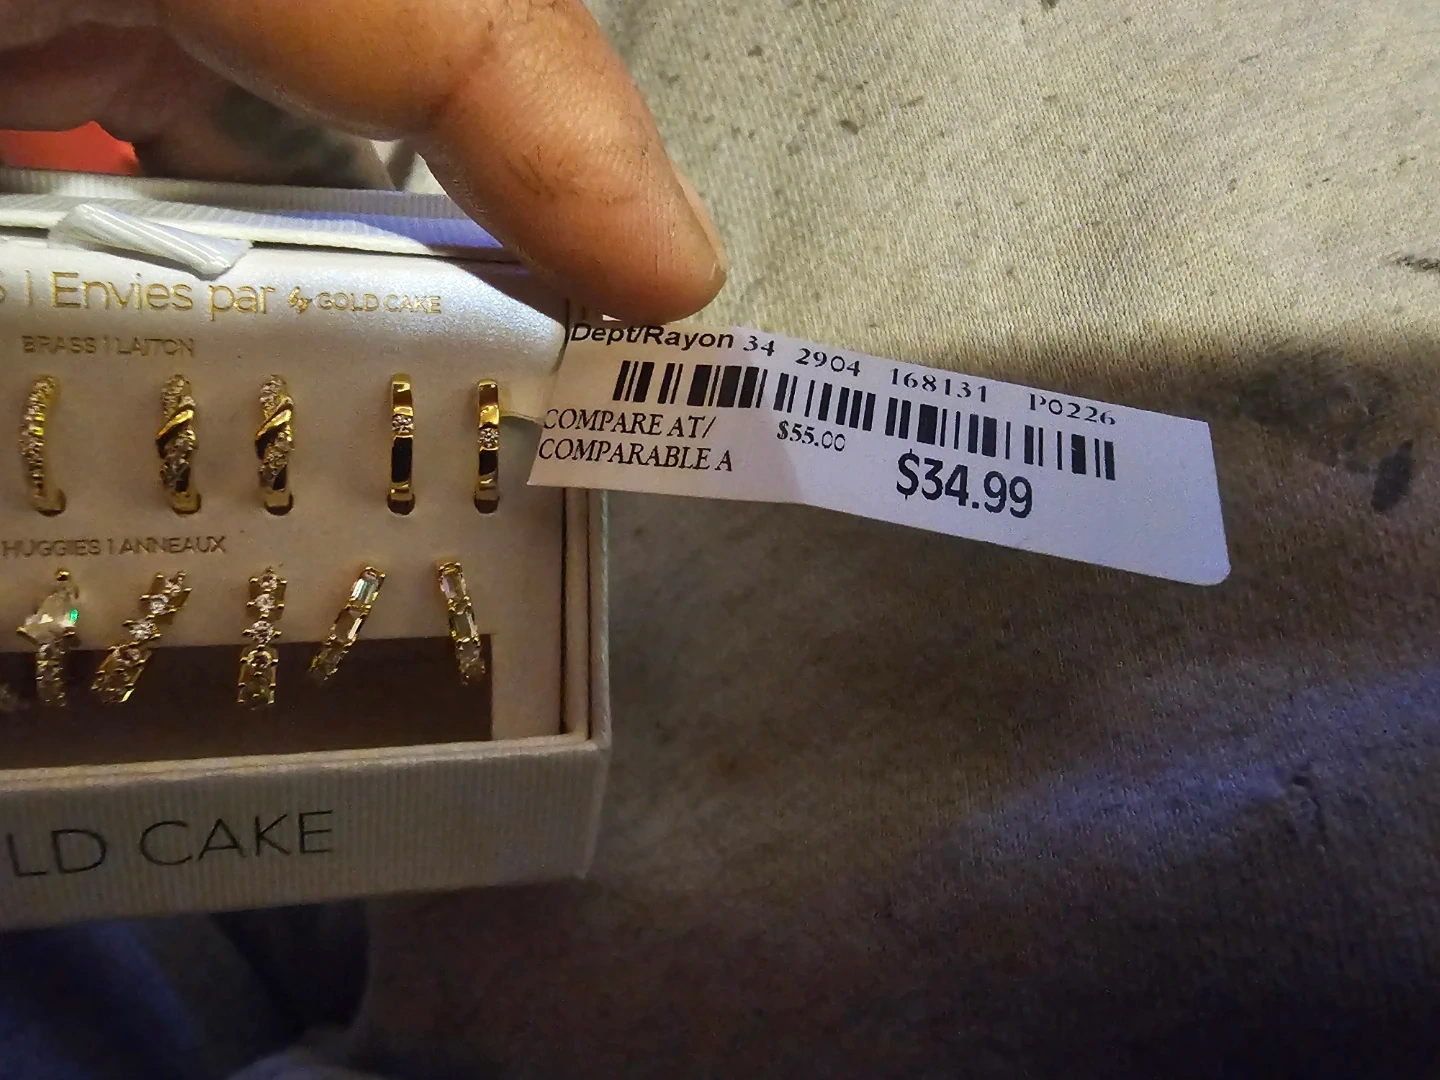 Envies par by GOLD CAKE
BRASS | LAITON
HUGGIES | ANNEAUX
LD CAKE
Dept/Rayon 34 2904 168131 P0226
COMPARE AT/ $55.00
COMPARABLE A
$34.99